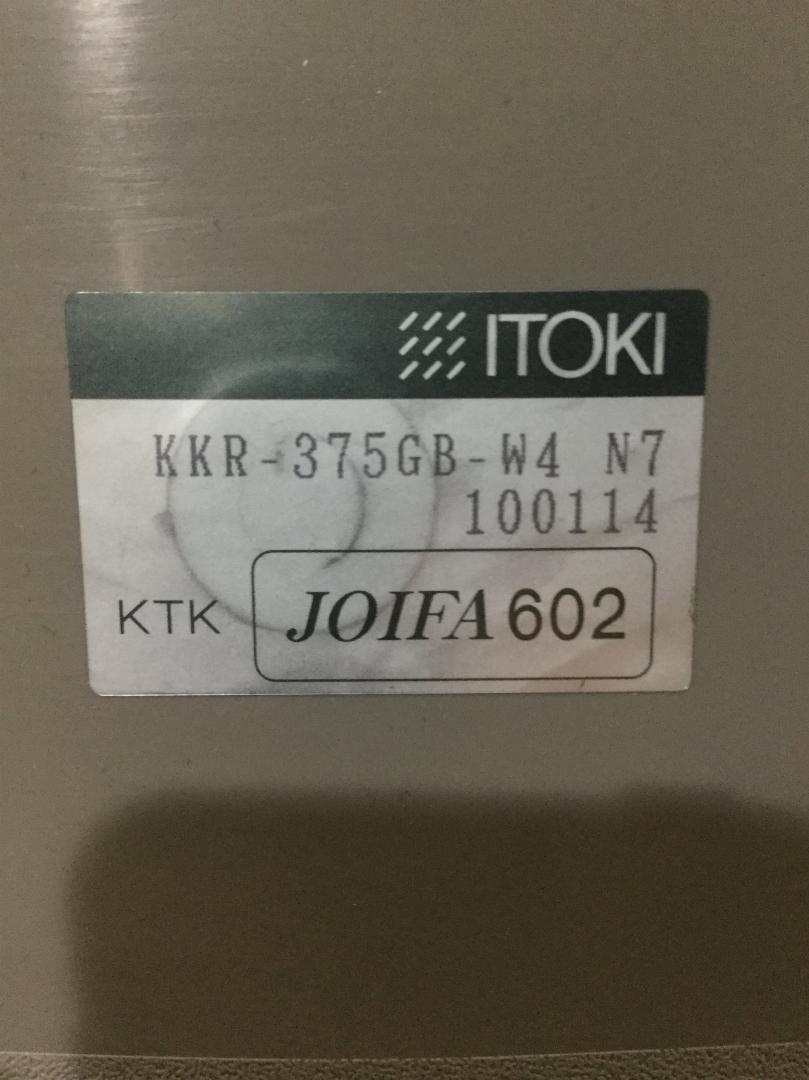 ITOKI
KKR-375GB-W4 N7
100114
KTK JOIFA 602